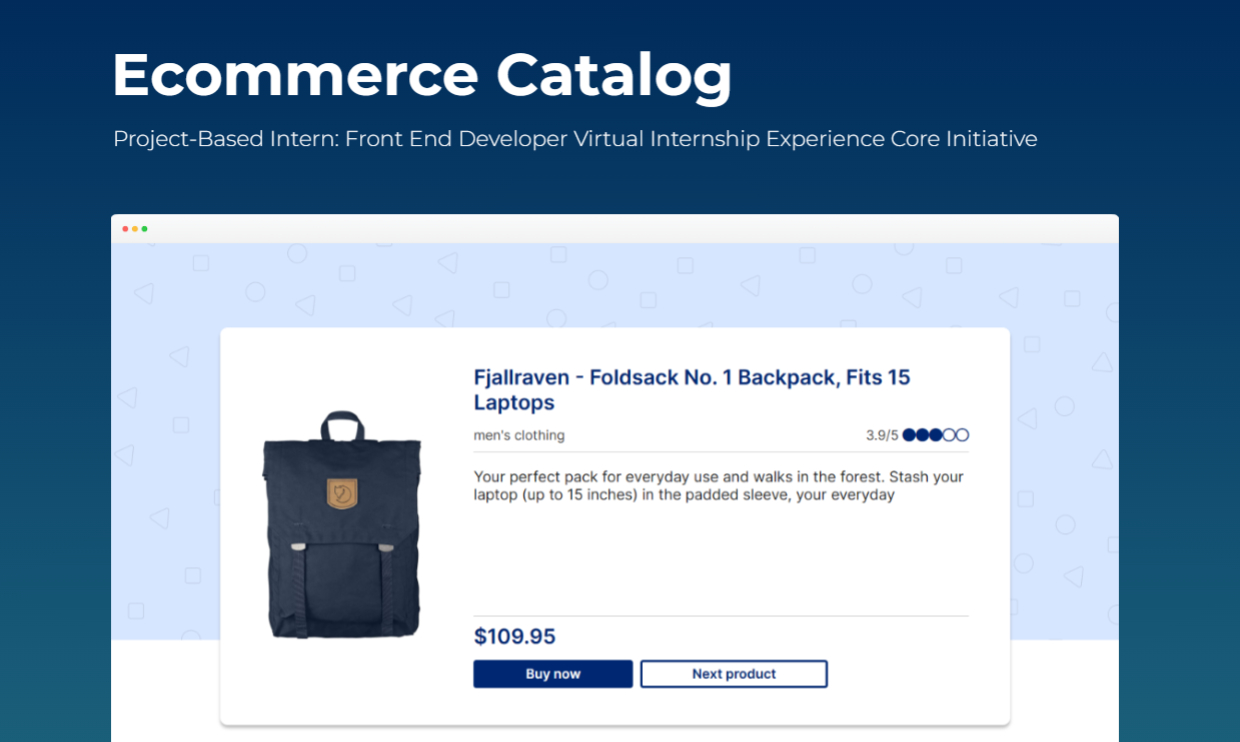 Ecommerce Catalog
Project-Based Intern: Front End Developer Virtual Internship Experience Core Initiative
Fjallraven - Foldsack No. 1 Backpack, Fits 15
Laptops
men's clothing
3.9/5
Your perfect pack for everyday use and walks in the forest. Stash your
laptop (up to 15 inches) in the padded sleeve, your everyday
$109.95
Buy now
Next product